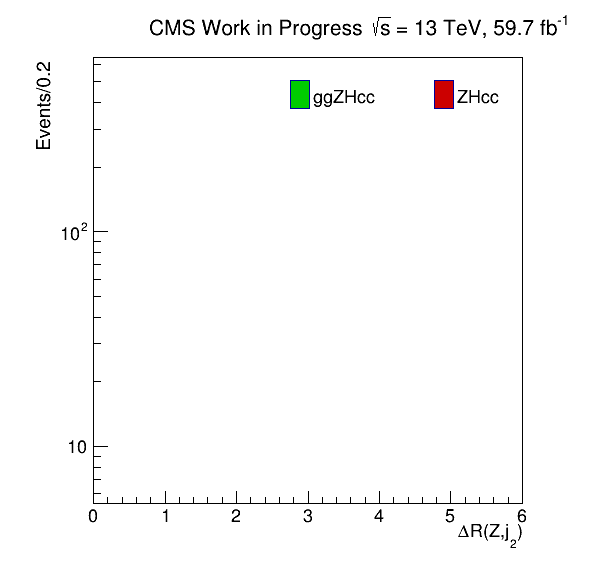 CMS Work in Progress √s = 13 TeV, 59.7 fb⁻¹
Events/0.2
ggZHcc ZHcc
10²
10
0 1 2 3 4 5 6
ΔR(Z,j₂)